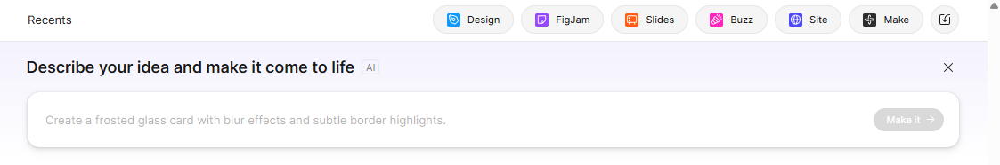 Recents
Design
FigJam
Slides
Buzz
Site
Make
Describe your idea and make it come to life AI
Create a frosted glass card with blur effects and subtle border highlights.
Make it